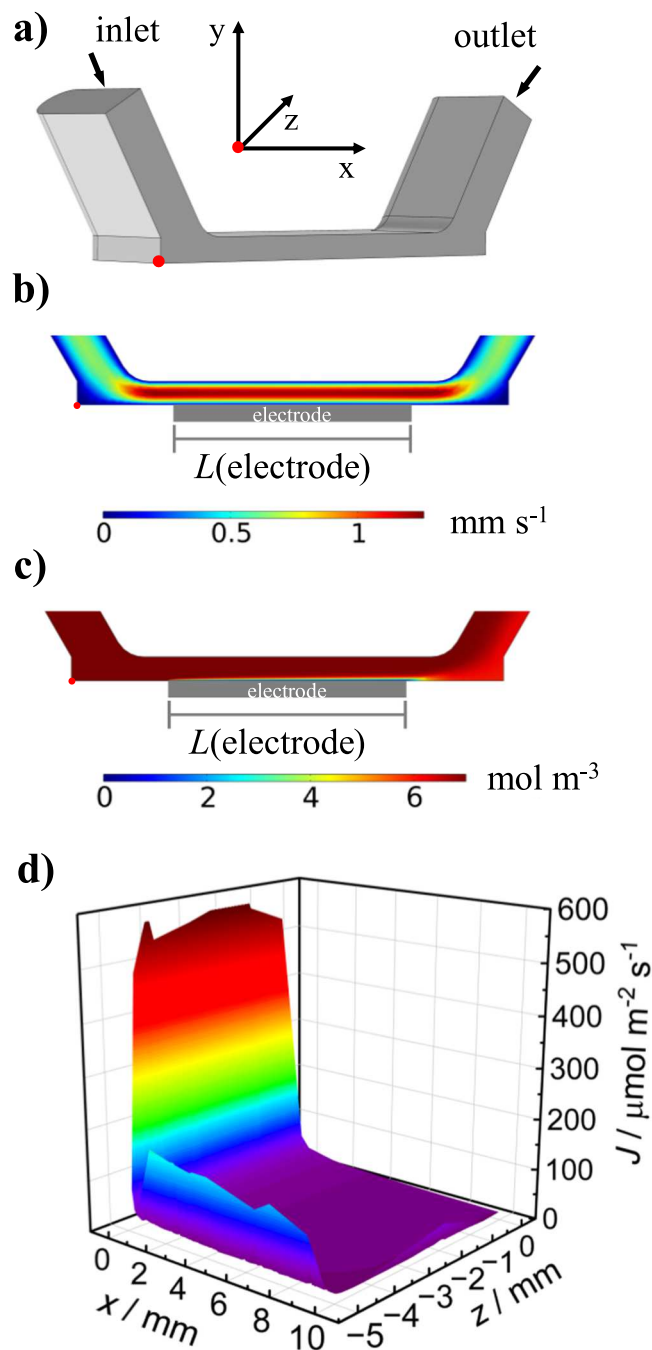 a)
inlet
outlet
y
z
x
b)
electrode
L(electrode)
0 0.5 1 mm s⁻¹
c)
electrode
L(electrode)
0 2 4 6 mol m⁻³
d)
600
500
400
300
200
100
0
J / μmol m⁻² s⁻¹
0 2 4 6 8 10
x / mm
−5 −4 −3 −2 −1 0
z / mm